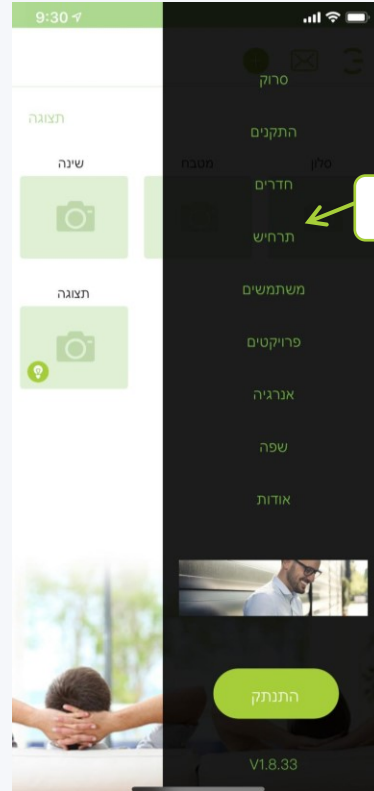 9:30
סרוק
התקנים
תצוגה
סלון
מטבח
שינה
חדרים
תרחיש
משתמשים
תצוגה
פרויקטים
אנרגיה
שפה
אודות
התנתק
V1.8.33